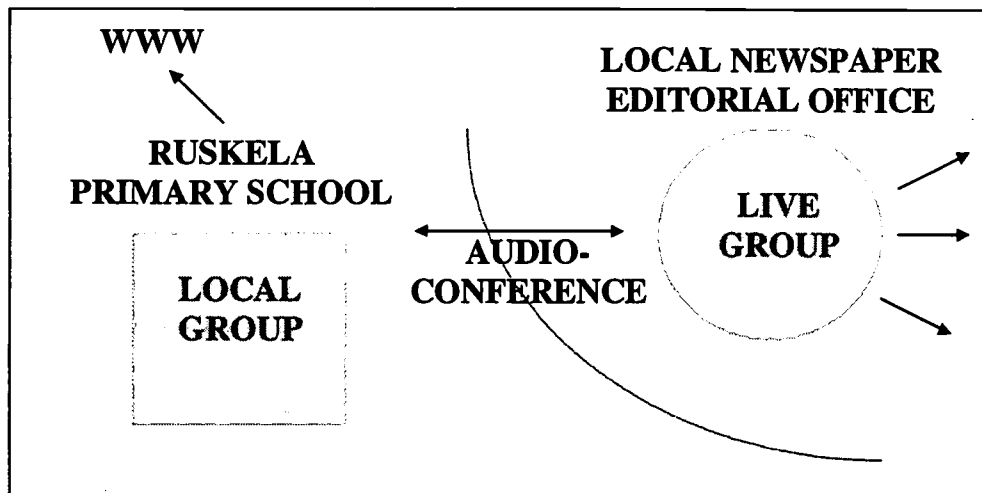 WWW
RUSKELA
PRIMARY SCHOOL
LOCAL
GROUP
AUDIO-
CONFERENCE
LOCAL NEWSPAPER
EDITORIAL OFFICE
LIVE
GROUP